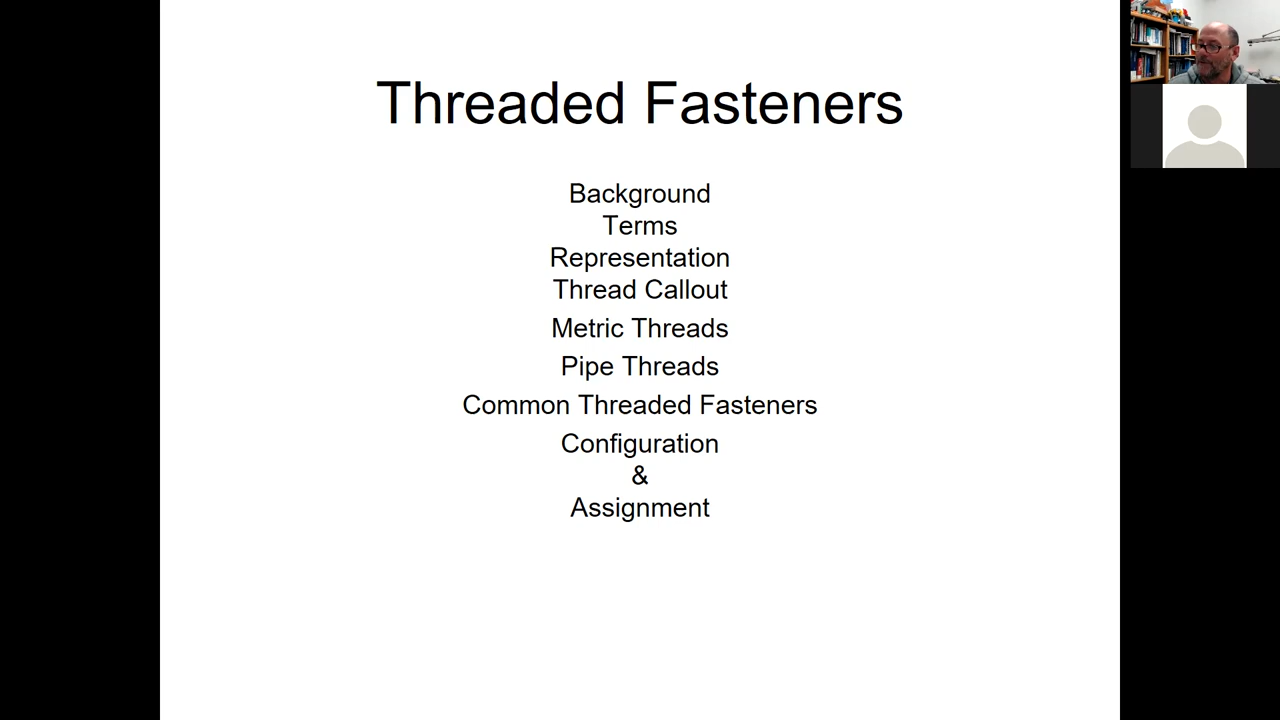 Threaded Fasteners
Background
Terms
Representation
Thread Callout
Metric Threads
Pipe Threads
Common Threaded Fasteners
Configuration
&
Assignment